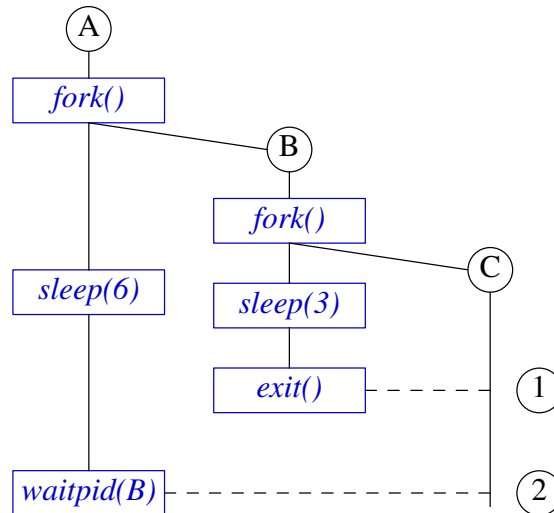 A
fork()
B
fork()
C
sleep(6)
sleep(3)
exit()
1
waitpid(B)
2